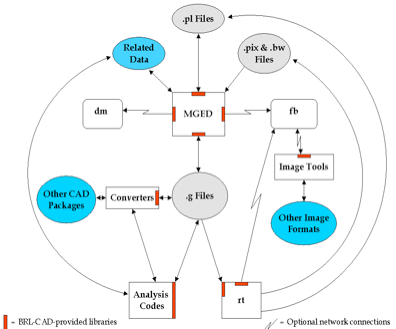 .pl Files
Related
Data
.pix & .bw
Files
dm
MGED
fb
Image Tools
Other CAD
Packages
Converters
.g Files
Other Image
Formats
Analysis
Codes
rt
= BRL-CAD-provided libraries
= Optional network connections